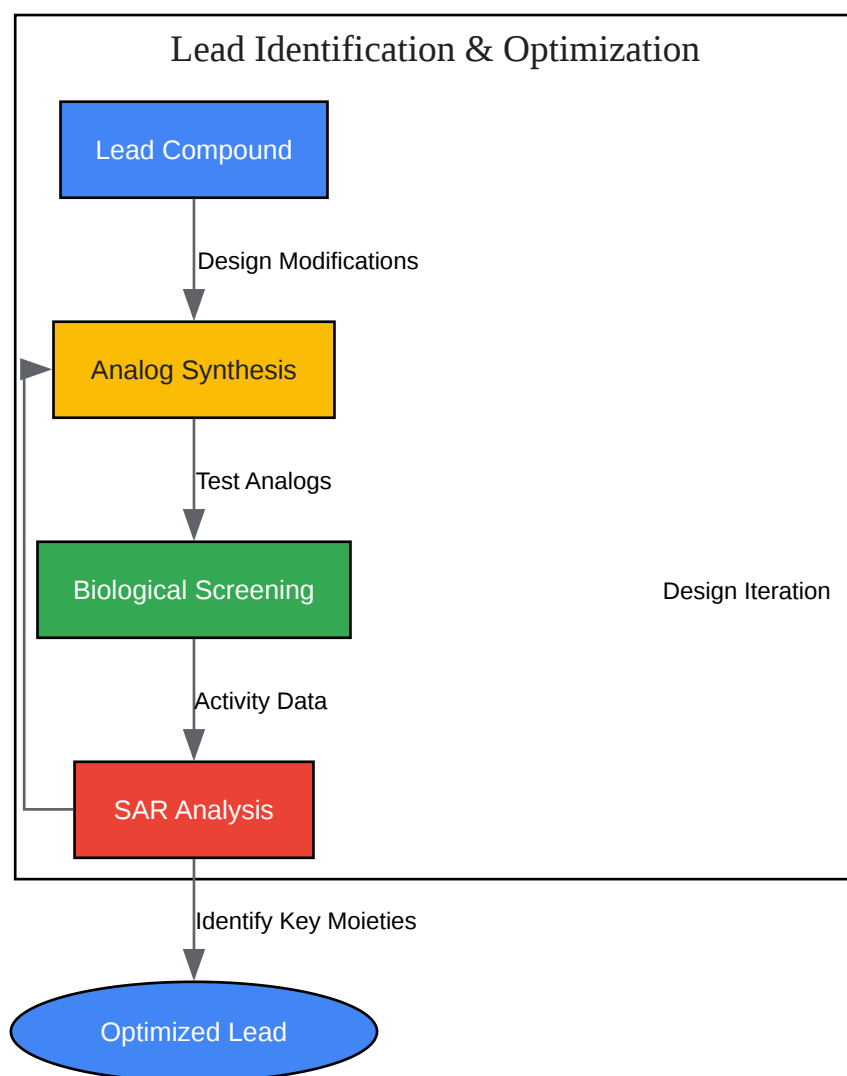 Lead Identification & Optimization
Lead Compound
Design Modifications
Analog Synthesis
Test Analogs
Biological Screening
Design Iteration
Activity Data
SAR Analysis
Identify Key Moieties
Optimized Lead